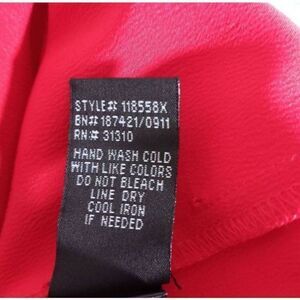 STYLE# 118558X
BN# 187421/0911
RN:# 31310
HAND WASH COLD
WITH LIKE COLORS
DO NOT BLEACH
LINE DRY
COOL IRON
IF NEEDED